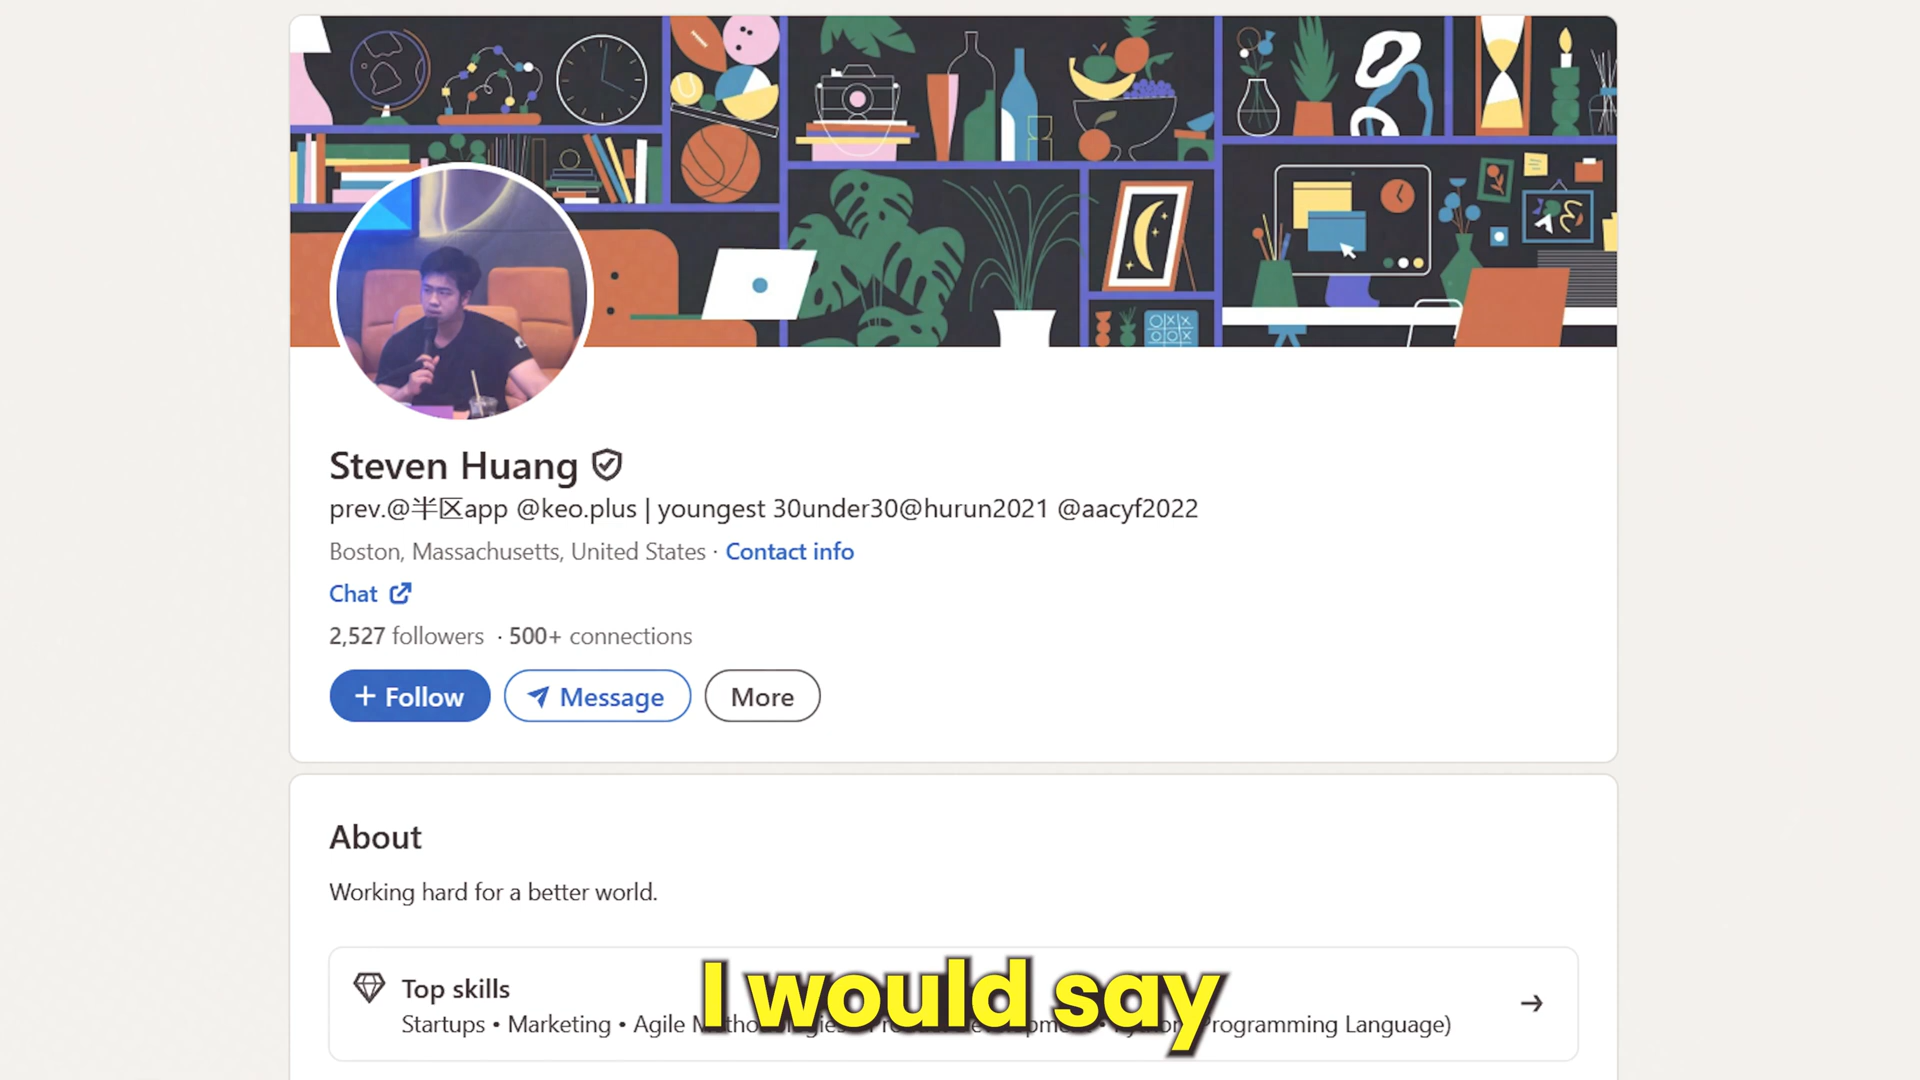 Steven Huang
prev.@半区app @keo.plus | youngest 30under30@hurun2021 @aacyf2022
Boston, Massachusetts, United States · Contact info
Chat
2,527 followers · 500+ connections
+ Follow
Message
More
About
Working hard for a better world.
Top skills
Startups • Marketing • Agile Programming Language)
I would say